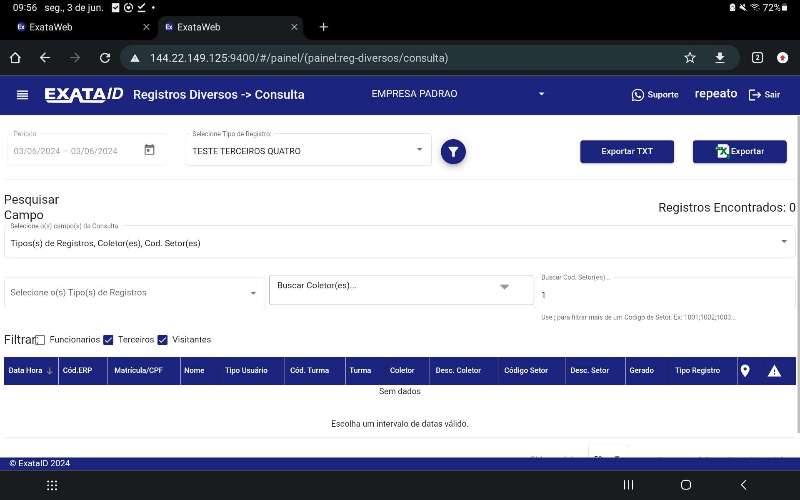 09:56 seg., 3 de jun.
72%
ExataWeb
ExataWeb
144.22.149.125:9400/#/painel/(painel:reg-diversos/consulta)
2
EXATA ID
Registros Diversos -> Consulta
EMPRESA PADRAO
Suporte
repeato
Sair
Período
03/06/2024 – 03/06/2024
Selecione Tipo de Registro:
TESTE TERCEIROS QUATRO
Exportar TXT
Exportar
Pesquisar
Campo
Registros Encontrados: 0
Selecione o(s) campo(s) da Consulta
Tipos(s) de Registros, Coletor(es), Cod. Setor(es)
Selecione o(s) Tipo(s) de Registros
Buscar Coletor(es)...
Buscar Cod. Setor(es)...
1
Use ; para filtrar mais de um Codigo de Setor. Ex: 1001;1002;1003...
Filtrar:
Funcionarios
Terceiros
Visitantes
Data Hora
Cód.ERP
Matrícula/CPF
Nome
Tipo Usuário
Cód. Turma
Turma
Coletor
Desc. Coletor
Código Setor
Desc. Setor
Gerado
Tipo Registro
Sem dados
Escolha um intervalo de datas válido.
© ExataID 2024